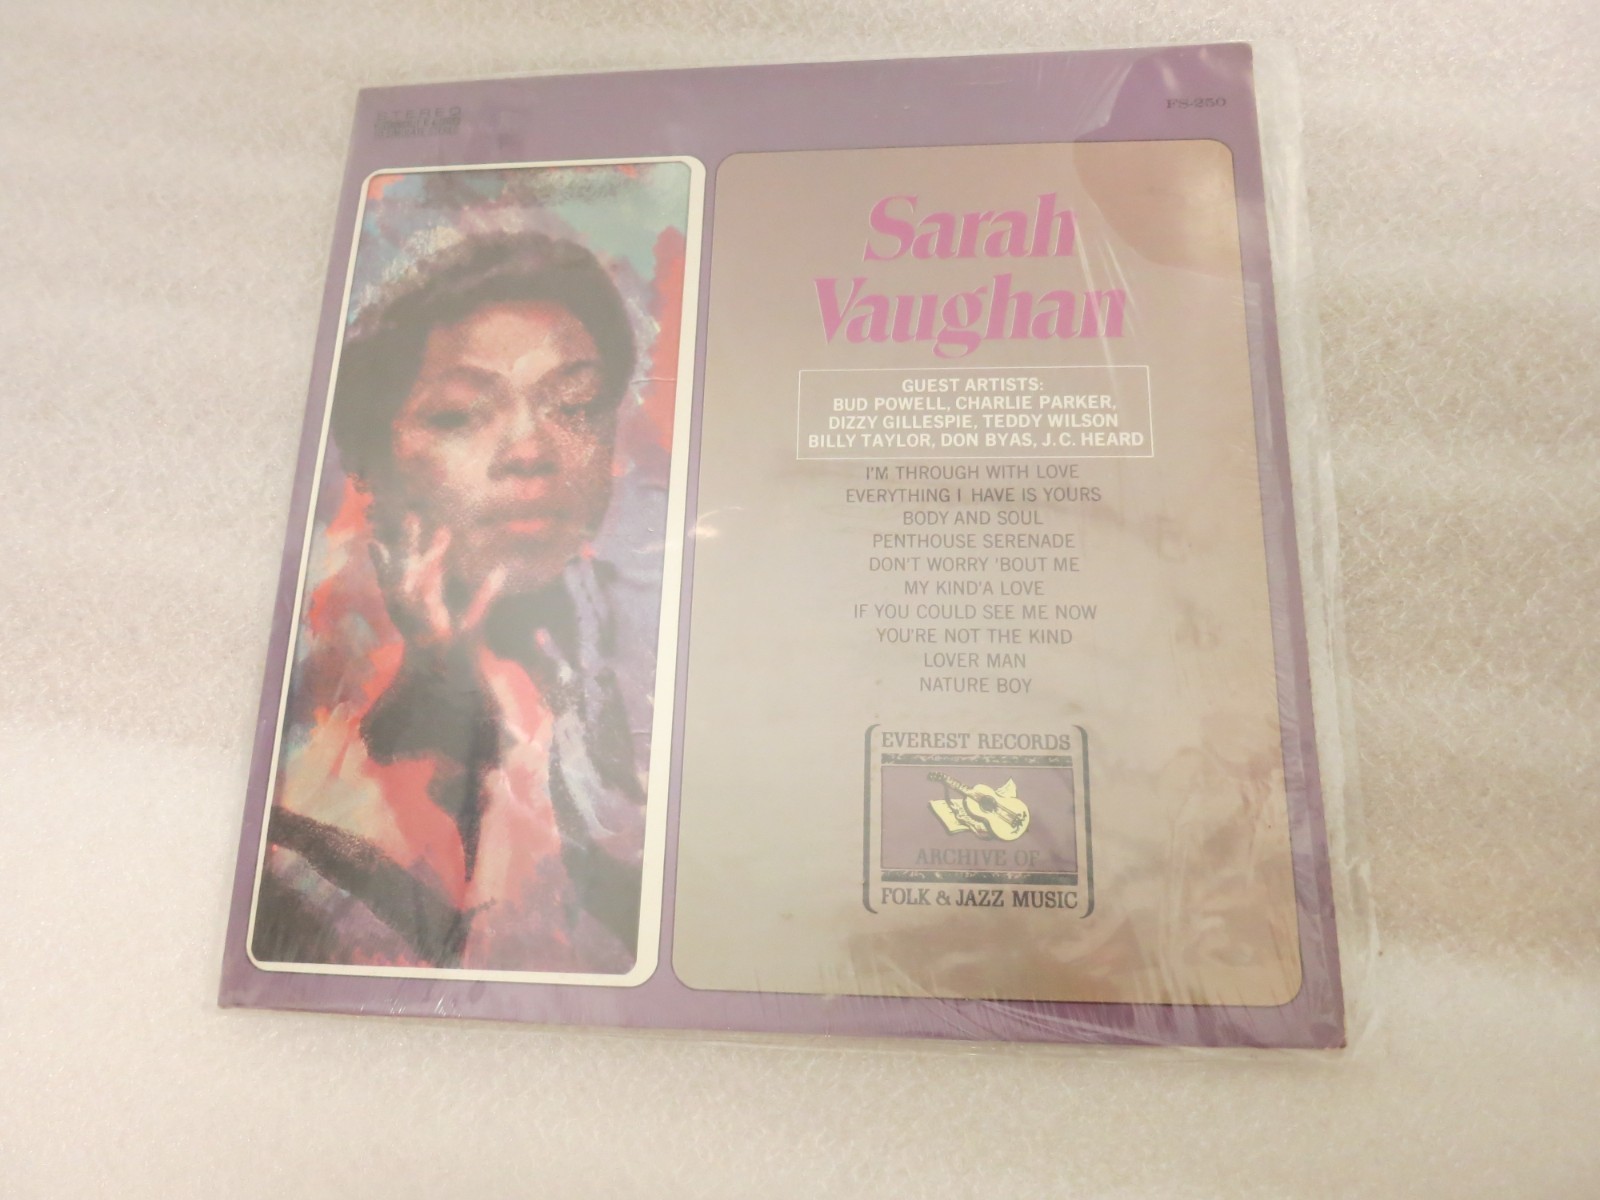 STEREO
FS-250
Sarah
Vaughan
GUEST ARTISTS:
BUD POWELL, CHARLIE PARKER,
DIZZY GILLESPIE, TEDDY WILSON
BILLY TAYLOR, DON BYAS, J.C. HEARD
I'M THROUGH WITH LOVE
EVERYTHING I HAVE IS YOURS
BODY AND SOUL
PENTHOUSE SERENADE
DON'T WORRY 'BOUT ME
MY KIND'A LOVE
IF YOU COULD SEE ME NOW
YOU'RE NOT THE KIND
LOVER MAN
NATURE BOY
EVEREST RECORDS
ARCHIVE OF
FOLK & JAZZ MUSIC